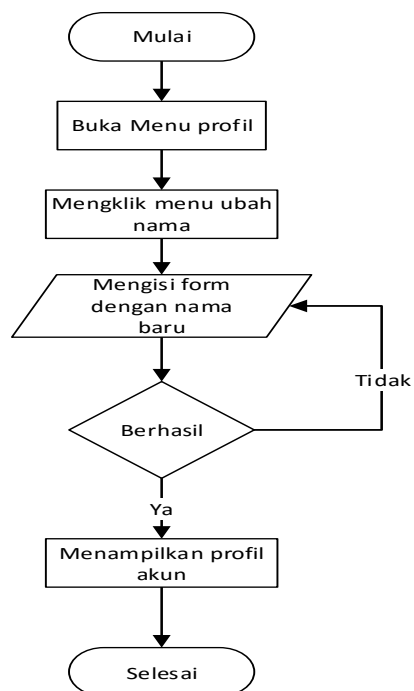 Mulai
Buka Menu profil
Mengklik menu ubah
nama
Mengisi form
dengan nama
baru
Tidak
Berhasil
Ya
Menampilkan profil
akun
Selesai